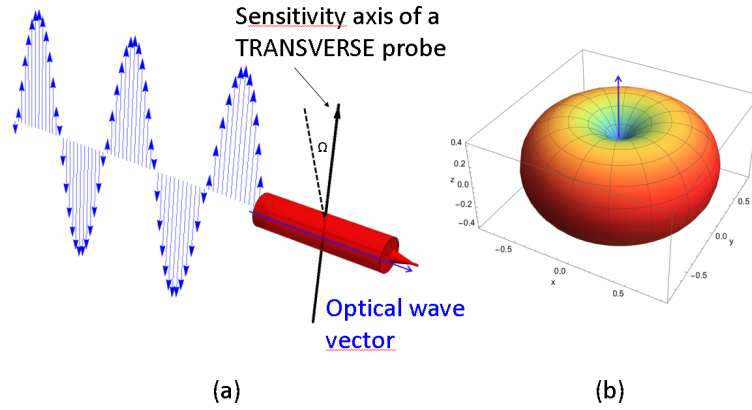 Sensitivity axis of a
TRANSVERSE probe
Ω
Optical wave
vector
(a)
0.4
0.2
z 0.0
-0.2
-0.4
-0.5
0.0
x
0.5
0.5
0.0
y
-0.5
(b)